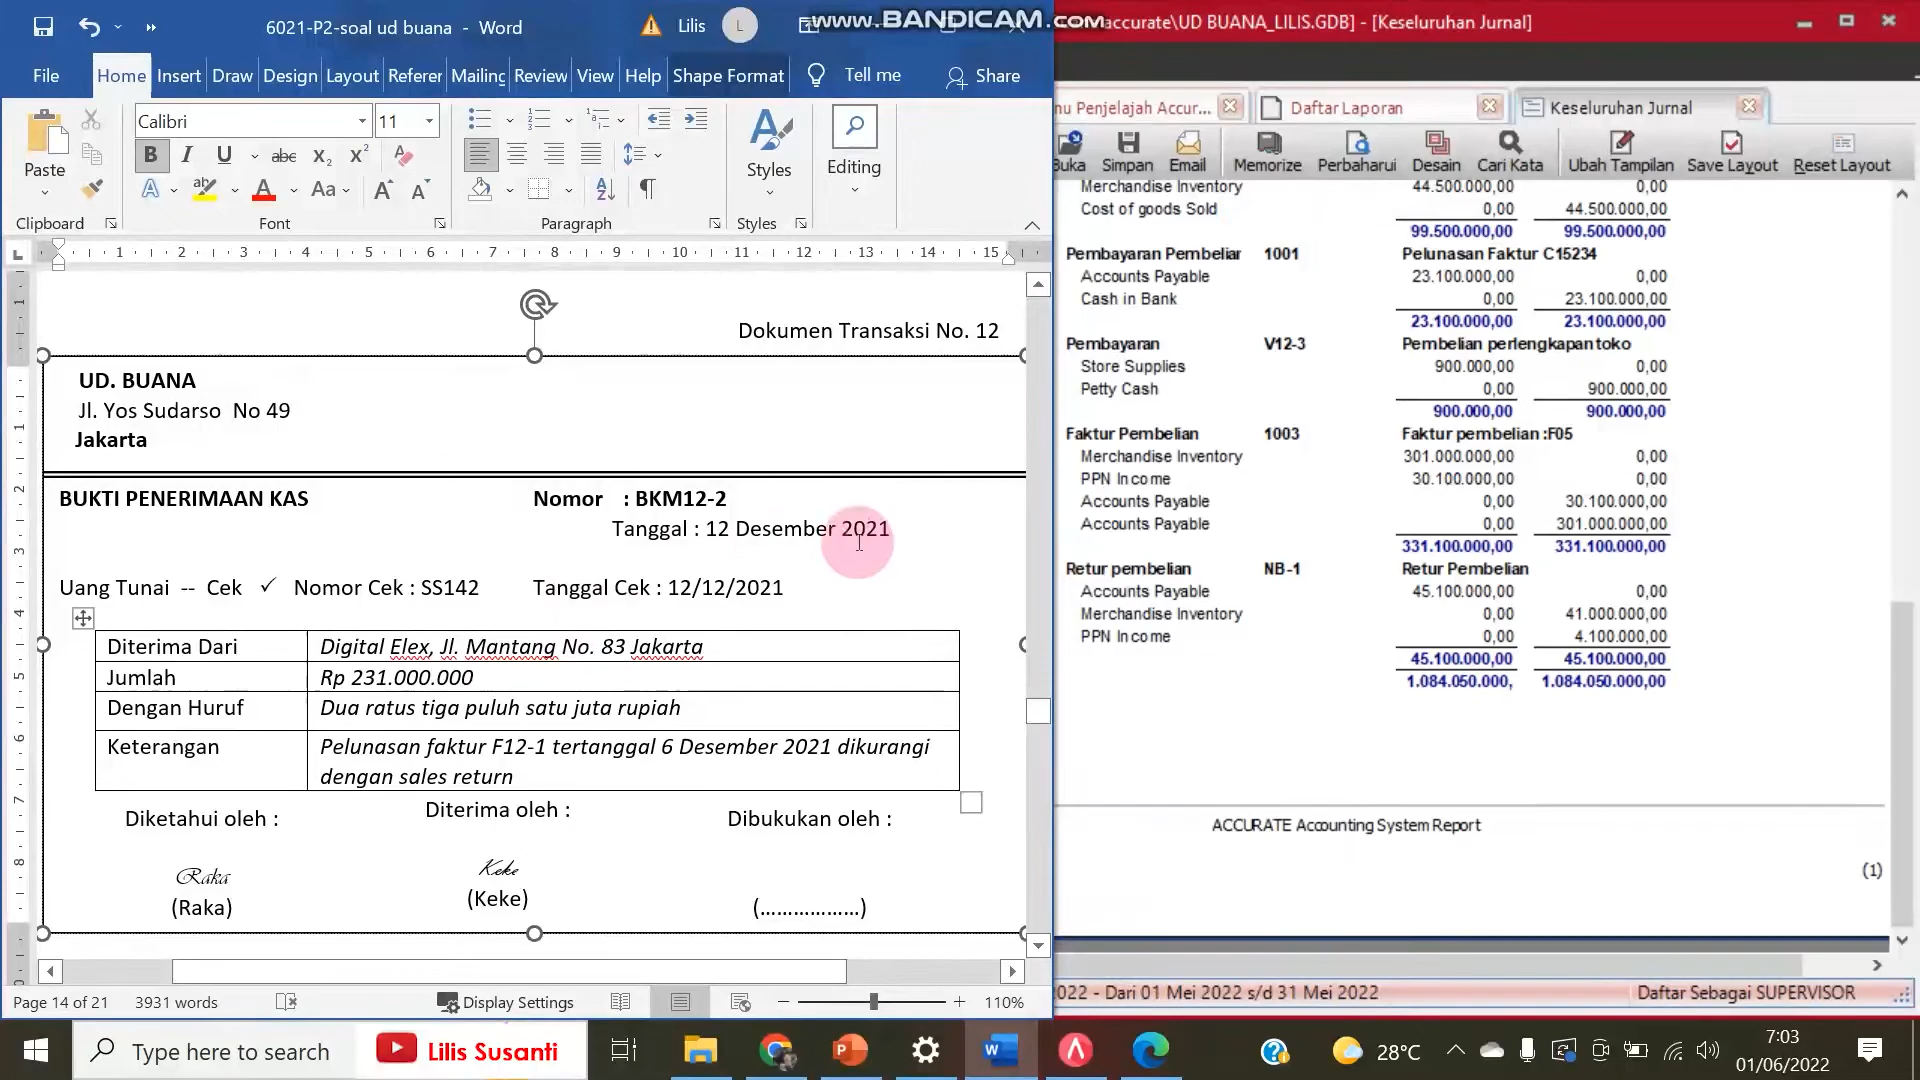 6021-P2-soal ud buana - Word
Lilis
L
www.BANDICAM.com
File Home Insert Draw Design Layout Referer Mailing Review View Help Shape Format Tell me Share
Calibri 11
Paste
Styles
Editing
Clipboard Font Paragraph Styles
1 2 3 4 5 6 7 8 9 10 11 12 13 14 15
Dokumen Transaksi No. 12
UD. BUANA
Jl. Yos Sudarso No 49
Jakarta
BUKTI PENERIMAAN KAS Nomor : BKM12-2
Tanggal : 12 Desember 2021
Uang Tunai -- Cek ✓ Nomor Cek : SS142 Tanggal Cek : 12/12/2021
Diterima Dari Digital Elex, Jl. Mantang No. 83 Jakarta
Jumlah Rp 231.000.000
Dengan Huruf Dua ratus tiga puluh satu juta rupiah
Keterangan Pelunasan faktur F12-1 tertanggal 6 Desember 2021 dikurangi
dengan sales return
Diketahui oleh : Diterima oleh : Dibukukan oleh :
Raka Keke
(Raka) (Keke) (..................)
Page 14 of 21 3931 words Display Settings 110%
accurate\UD BUANA_LILIS.GDB] - [Keseluruhan Jurnal]
nu Penjelajah Accur... Daftar Laporan Keseluruhan Jurnal
Buka Simpan Email Memorize Perbaharui Desain Cari Kata Ubah Tampilan Save Layout Reset Layout
Merchandise Inventory 44.500.000,00 0,00
Cost of goods Sold 0,00 44.500.000,00
99.500.000,00 99.500.000,00
Pembayaran Pembeliar 1001 Pelunasan Faktur C15234
Accounts Payable 23.100.000,00 0,00
Cash in Bank 0,00 23.100.000,00
23.100.000,00 23.100.000,00
Pembayaran V12-3 Pembelian perlengkapan toko
Store Supplies 900.000,00 0,00
Petty Cash 0,00 900.000,00
900.000,00 900.000,00
Faktur Pembelian 1003 Faktur pembelian :F05
Merchandise Inventory 301.000.000,00 0,00
PPN Income 30.100.000,00 0,00
Accounts Payable 0,00 30.100.000,00
Accounts Payable 0,00 301.000.000,00
331.100.000,00 331.100.000,00
Retur pembelian NB-1 Retur Pembelian
Accounts Payable 45.100.000,00 0,00
Merchandise Inventory 0,00 41.000.000,00
PPN Income 0,00 4.100.000,00
45.100.000,00 45.100.000,00
1.084.050.000, 1.084.050.000,00
ACCURATE Accounting System Report
(1)
2022 - Dari 01 Mei 2022 s/d 31 Mei 2022 Daftar Sebagai SUPERVISOR
Type here to search
Lilis Susanti
28°C
7:03
01/06/2022